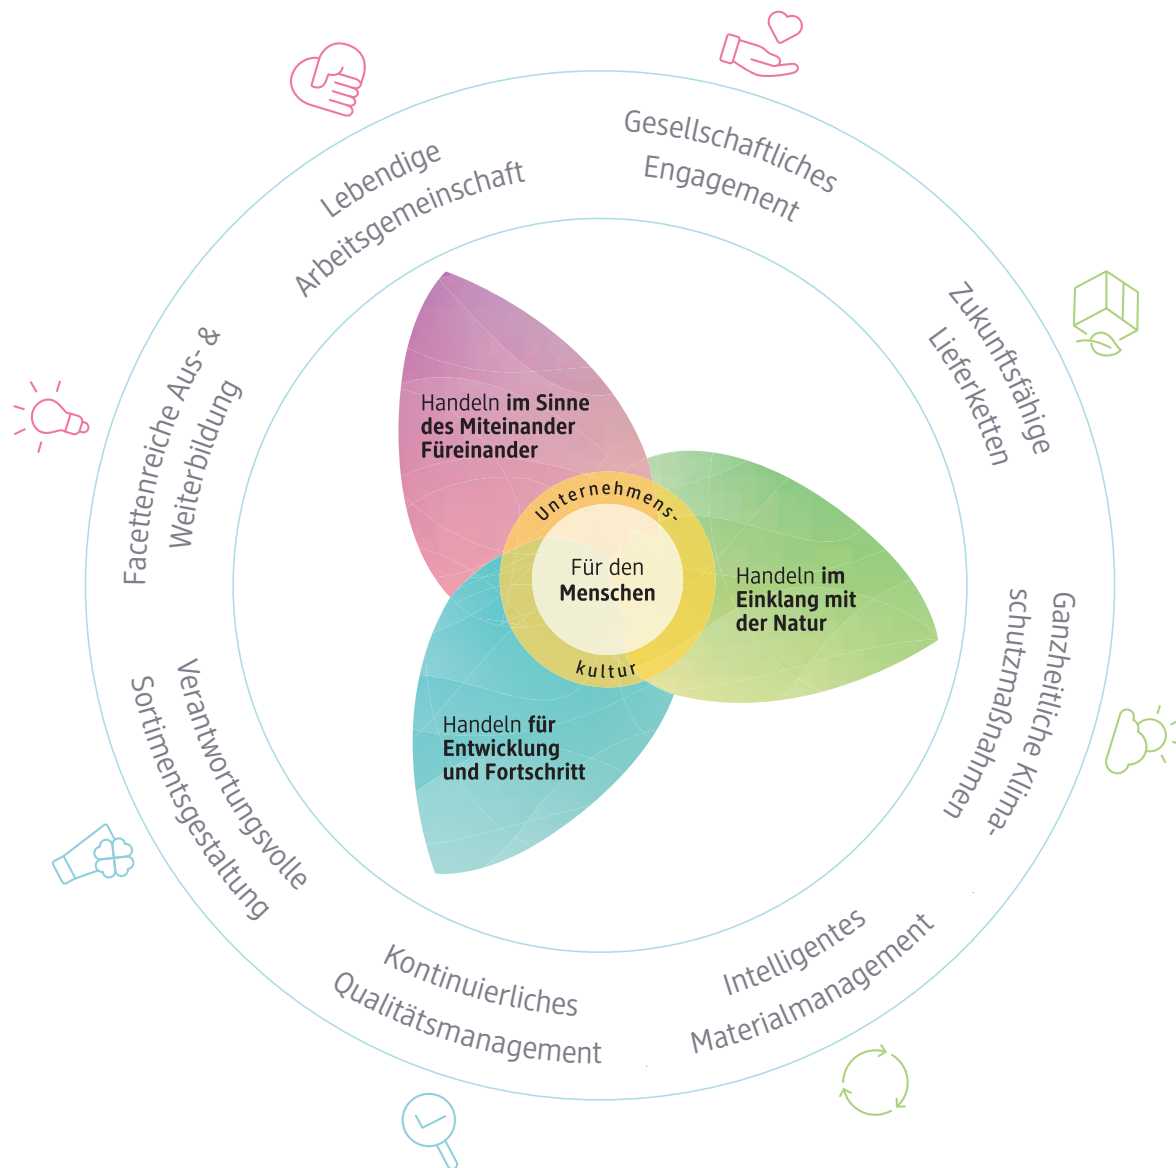 Gesellschaftliches
Engagement
Zukunftsfähige
Lieferketten
Ganzheitliche Klima-
schutzmaßnahmen
Intelligentes
Materialmanagement
Kontinuierliches
Qualitätsmanagement
Verantwortungsvolle
Sortimentsgestaltung
Facettenreiche Aus- &
Weiterbildung
Lebendige
Arbeitsgemeinschaft
Handeln im Sinne
des Miteinander
Füreinander
Handeln im
Einklang mit
der Natur
Handeln für
Entwicklung
und Fortschritt
Unternehmens-
kultur
Für den
Menschen